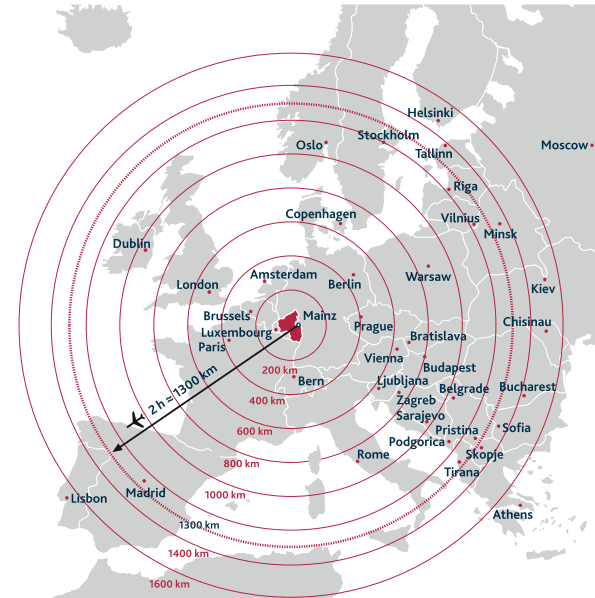 Helsinki
Stockholm
Oslo
Tallinn
Moscow
Riga
Copenhagen
Vilnius
Minsk
Dublin
Amsterdam
Berlin
Warsaw
London
Kiev
Brussels
Mainz
Luxembourg
Prague
Chisinau
Paris
Bratislava
Vienna
200 km
Budapest
Bern
Ljubljana
2 h = 1300 km
400 km
Zagreb
Belgrade
Bucharest
Sarajevo
600 km
Pristina
Sofia
Podgorica
Rome
Skopje
800 km
Tirana
Madrid
1000 km
Lisbon
Athens
1300 km
1400 km
1600 km